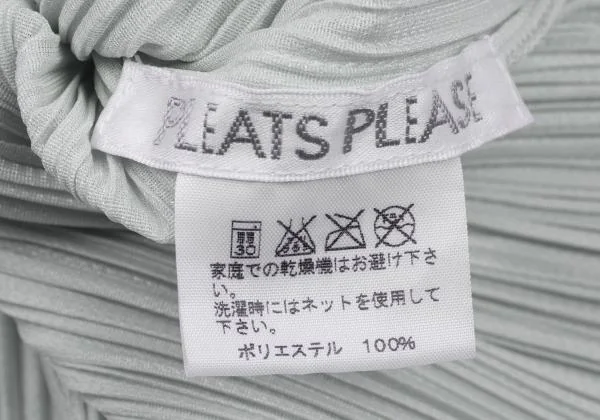 PLEATS PLEASE
30
家庭での乾燥機はお避け下さ
い。
洗濯時にはネットを使用して
下さい。
ポリエステル 100%